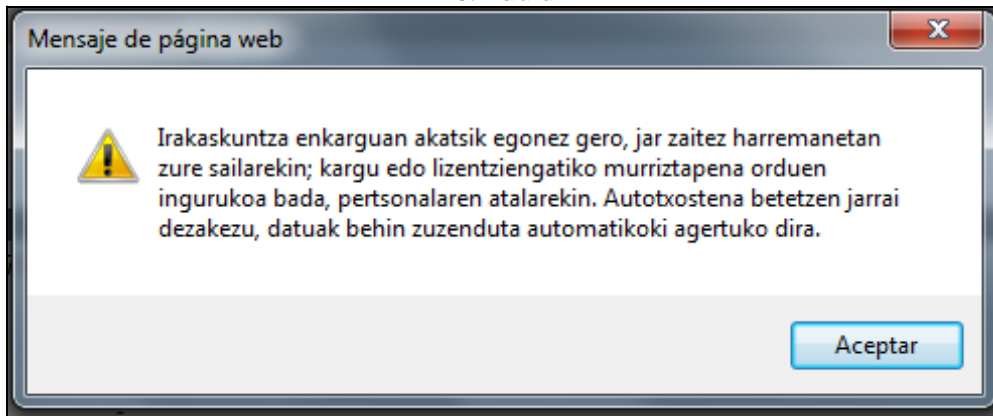 Mensaje de página web
Irakaskuntza enkarguan akatsik egonez gero, jar zaitez harremanetan
zure sailarekin; kargu edo lizentziengatiko murriztapena orduen
ingurukoa bada, pertsonalaren atalarekin. Autotxostena betetzen jarrai
dezakezu, datuak behin zuzenduta automatikoki agertuko dira.
Aceptar